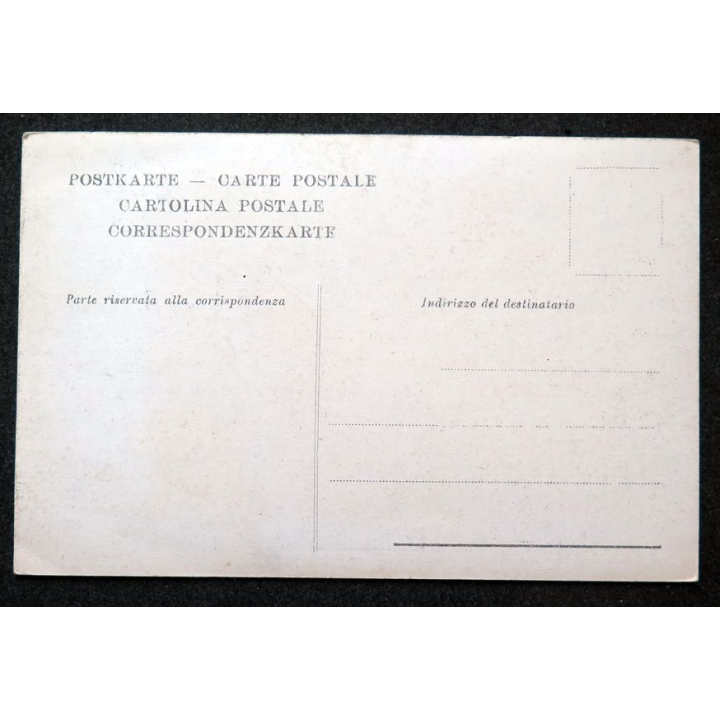 POSTKARTE — CARTE POSTALE
CARTOLINA POSTALE
CORRESPONDENZKARTE
Parte riservata alla corrispondenza
Indirizzo del destinatario